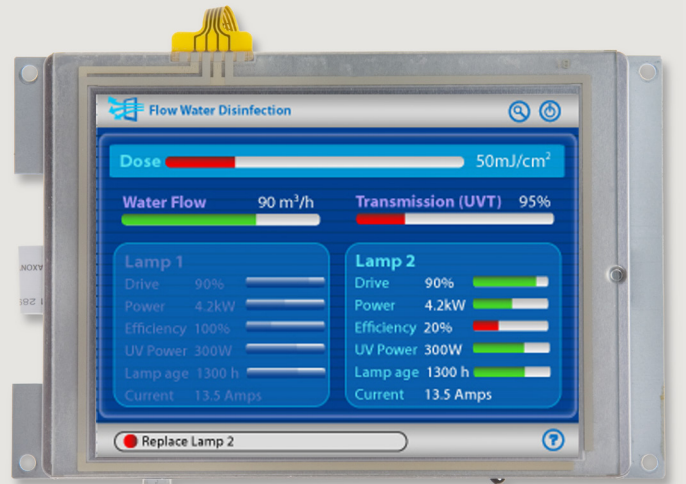 Flow Water Disinfection
Dose 50mJ/cm²
Water Flow 90 m³/h
Transmission (UVT) 95%
Lamp 1
Drive 90%
Power 4.2kW
Efficiency 100%
UV Power 300W
Lamp age 1300 h
Current 13.5 Amps
Lamp 2
Drive 90%
Power 4.2kW
Efficiency 20%
UV Power 300W
Lamp age 1300 h
Current 13.5 Amps
Replace Lamp 2
?